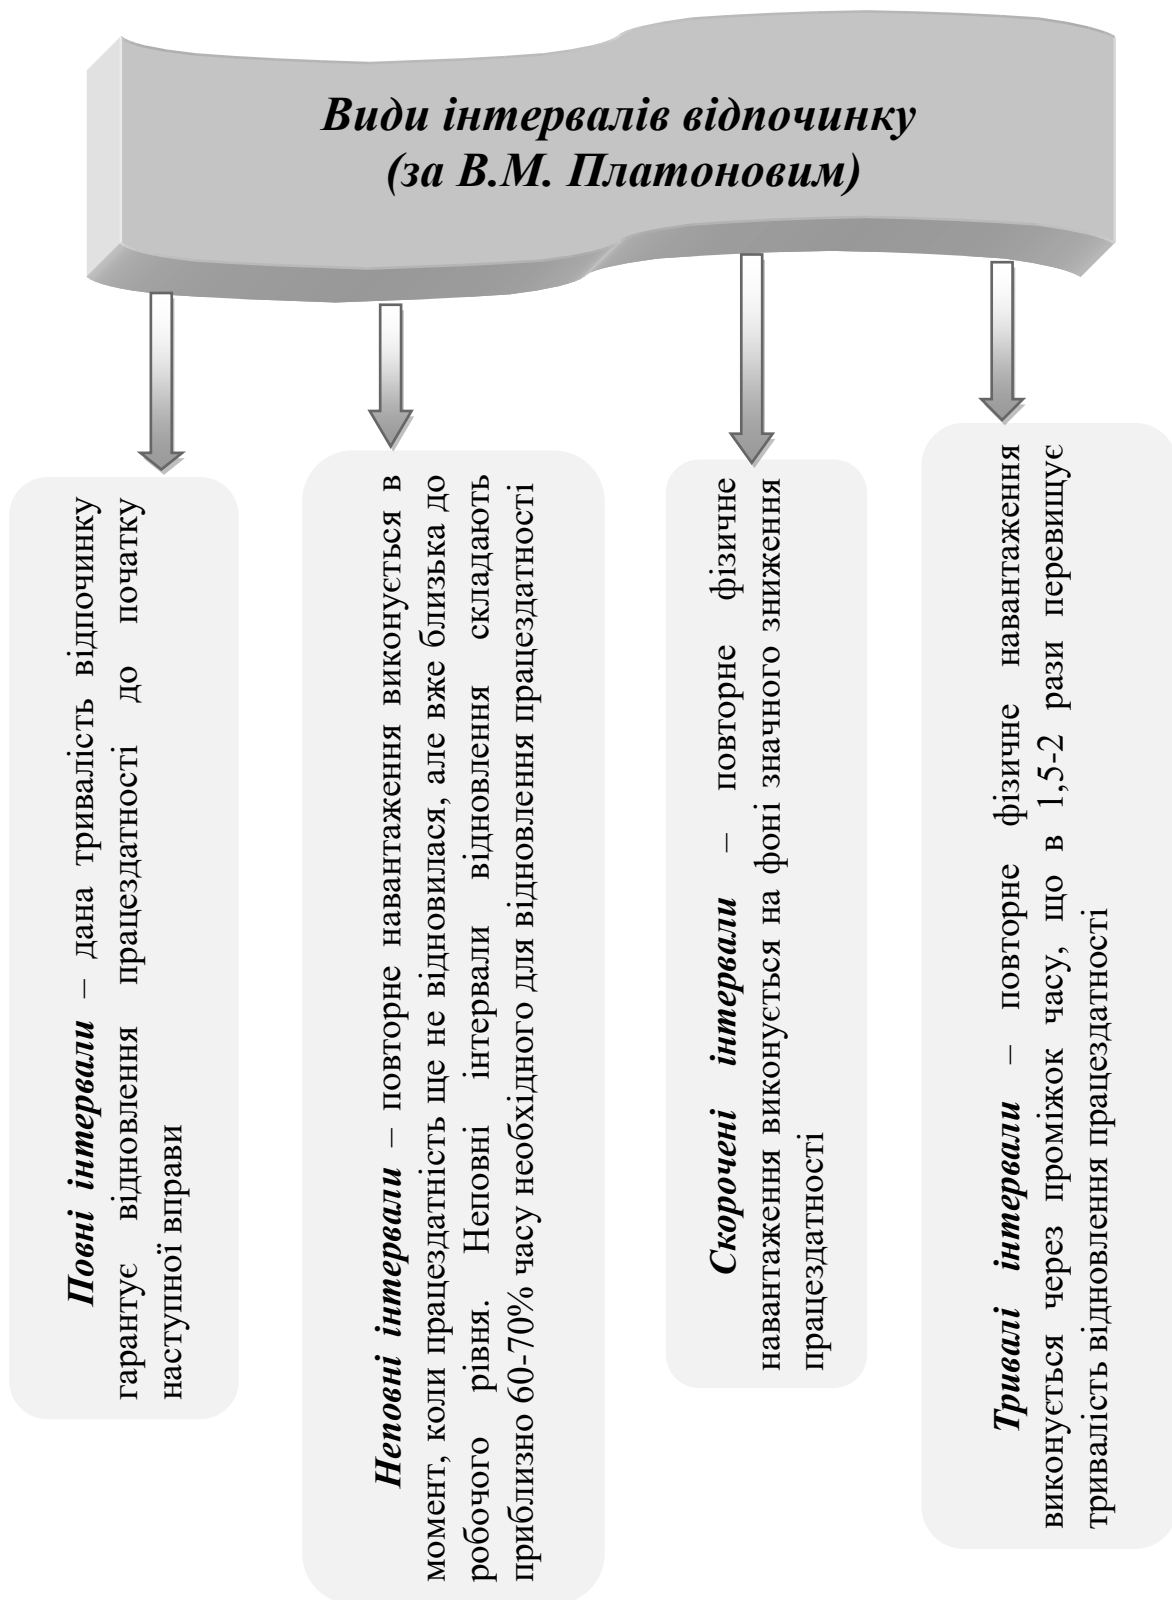 Види інтервалів відпочинку
(за В.М. Платоновим)
Повні інтервали – дана тривалість відпочинку
гарантує відновлення працездатності до початку
наступної вправи
Неповні інтервали – повторне навантаження виконується в
момент, коли працездатність ще не відновилася, але вже близька до
робочого рівня. Неповні інтервали відновлення складають
приблизно 60-70% часу необхідного для відновлення працездатності
Скорочені інтервали – повторне фізичне
навантаження виконується на фоні значного зниження
працездатності
Тривалі інтервали – повторне фізичне навантаження
виконується через проміжок часу, що в 1,5-2 рази перевищує
тривалість відновлення працездатності